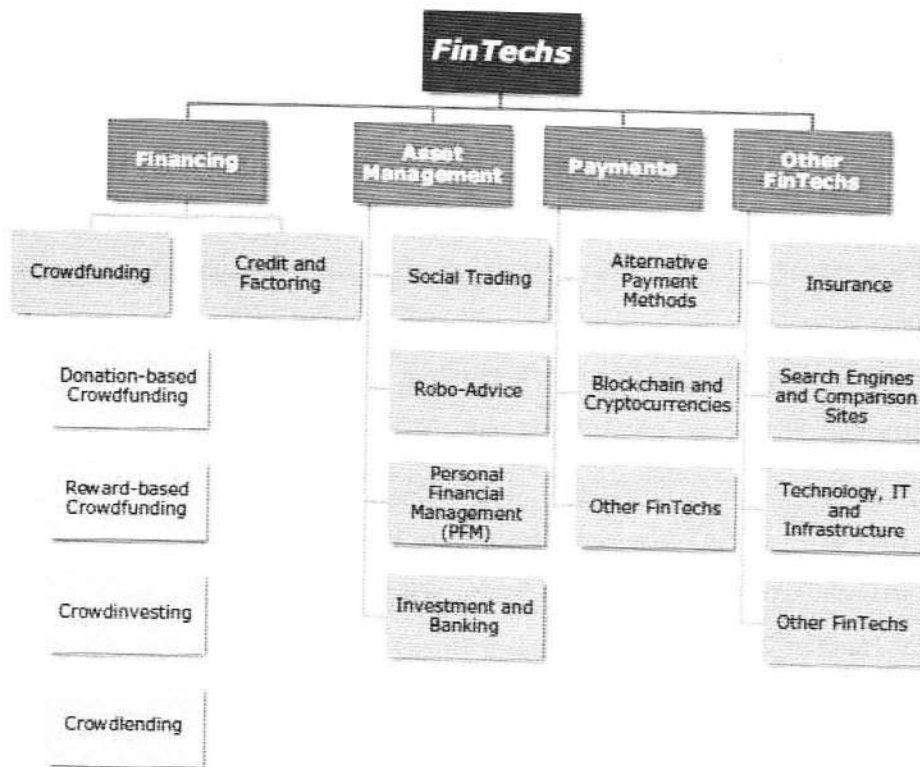 FinTechs
Financing
Asset
Management
Payments
Other
FinTechs
Crowdfunding
Credit and
Factoring
Social Trading
Alternative
Payment
Methods
Insurance
Donation-based
Crowdfunding
Robo-Advice
Blockchain and
Cryptocurrencies
Search Engines
and Comparison
Sites
Reward-based
Crowdfunding
Personal
Financial
Management
(PFM)
Other FinTechs
Technology, IT
and
Infrastructure
Crowdinvesting
Investment and
Banking
Other FinTechs
Crowdlending